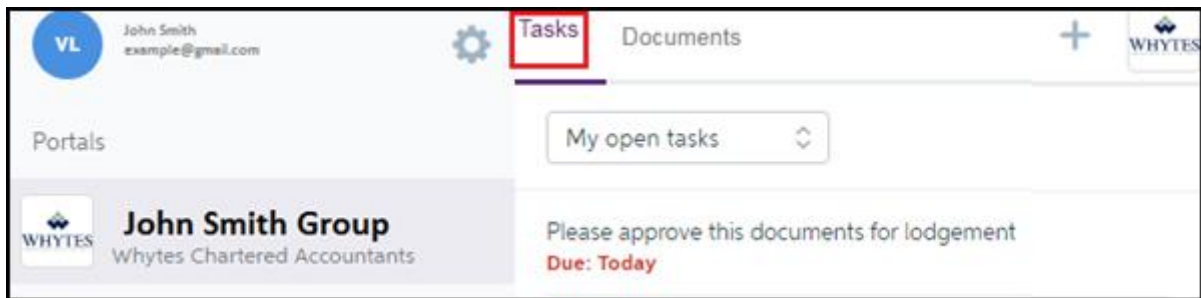 VL
John Smith
example@gmail.com
Tasks
Documents
WHYTES
Portals
My open tasks
WHYTES
John Smith Group
Whytes Chartered Accountants
Please approve this documents for lodgement
Due: Today